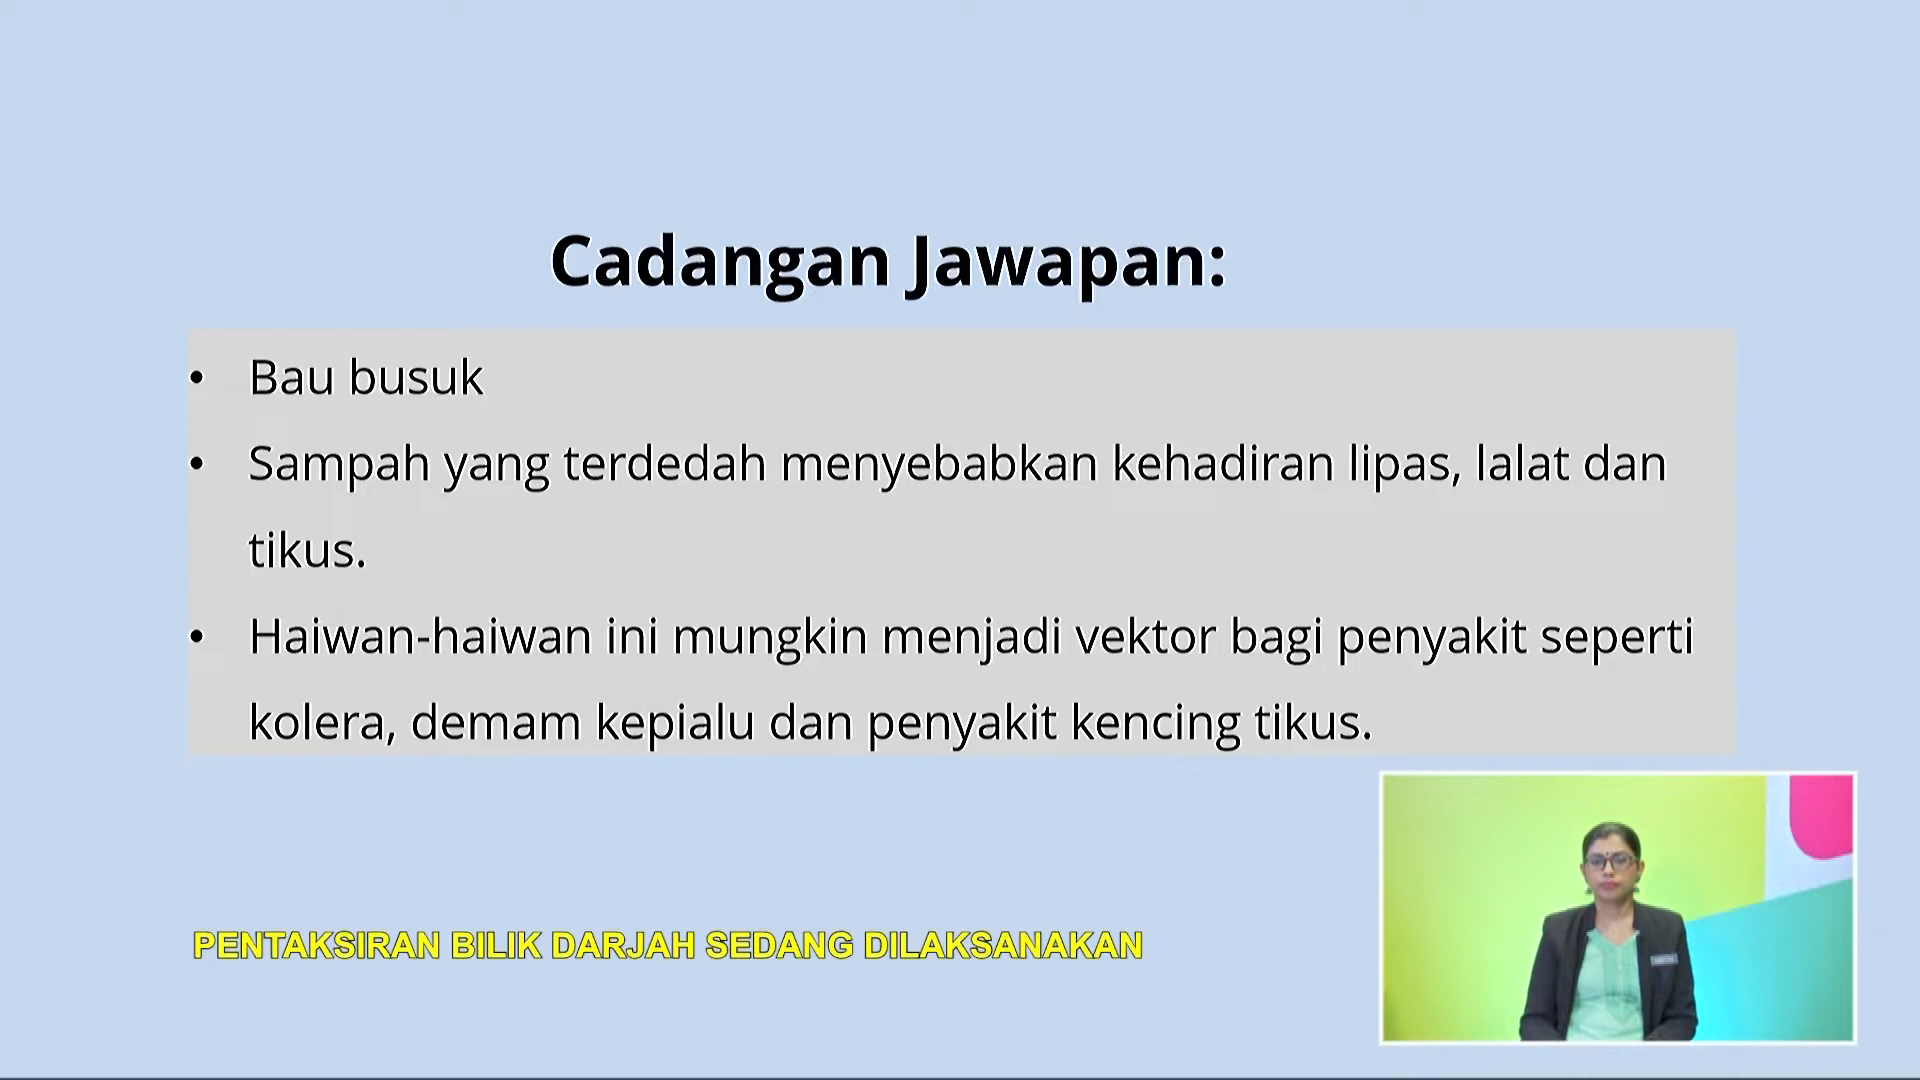 Cadangan Jawapan:
• Bau busuk
• Sampah yang terdedah menyebabkan kehadiran lipas, lalat dan
tikus.
• Haiwan-haiwan ini mungkin menjadi vektor bagi penyakit seperti
kolera, demam kepialu dan penyakit kencing tikus.
PENTAKSIRAN BILIK DARJAH SEDANG DILAKSANAKAN